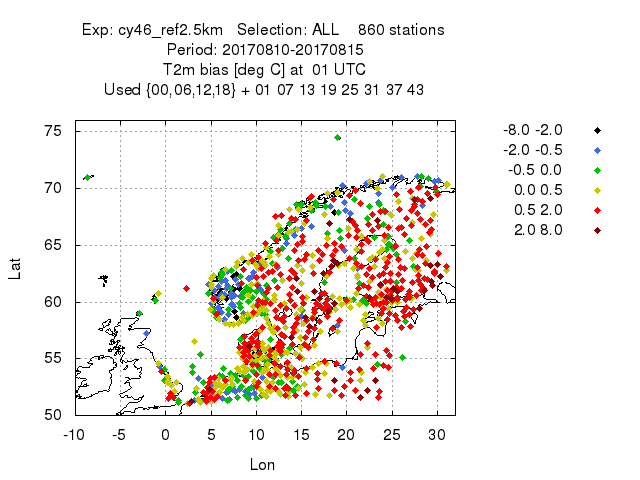 Exp: cy46_ref2.5km Selection: ALL 860 stations
Period: 20170810-20170815
T2m bias [deg C] at 01 UTC
Used {00,06,12,18} + 01 07 13 19 25 31 37 43
-8.0 -2.0
-2.0 -0.5
-0.5 0.0
0.0 0.5
0.5 2.0
2.0 8.0
75
70
65
60
55
50
Lat
-10 -5 0 5 10 15 20 25 30
Lon